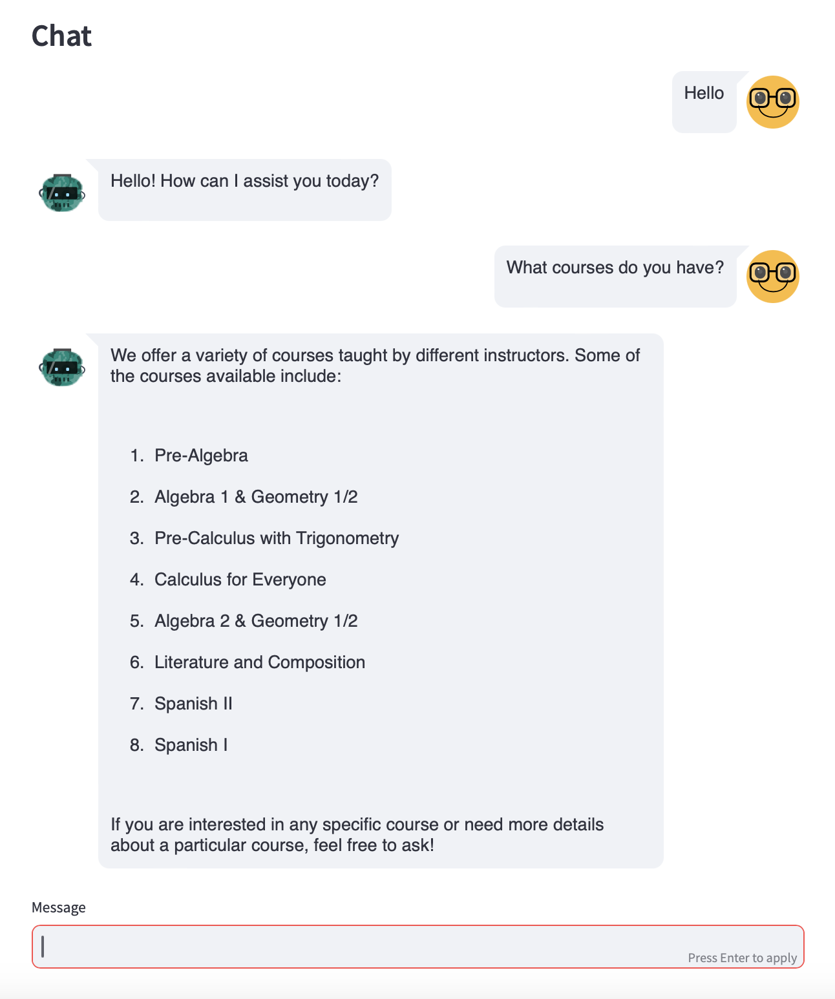 Chat
Hello
Hello! How can I assist you today?
What courses do you have?
We offer a variety of courses taught by different instructors. Some of
the courses available include:
1. Pre-Algebra
2. Algebra 1 & Geometry 1/2
3. Pre-Calculus with Trigonometry
4. Calculus for Everyone
5. Algebra 2 & Geometry 1/2
6. Literature and Composition
7. Spanish II
8. Spanish I
If you are interested in any specific course or need more details
about a particular course, feel free to ask!
Message
Press Enter to apply